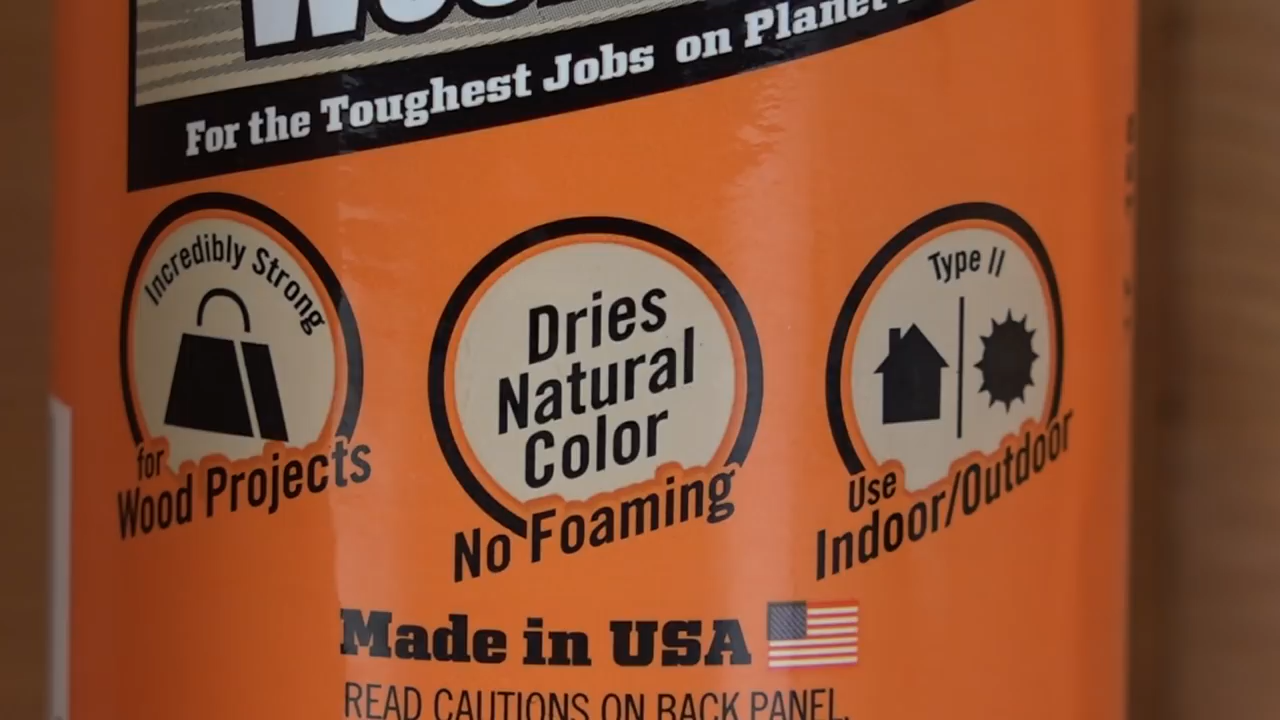 For the Toughest Jobs on Planet
Incredibly Strong
for
Wood Projects
Dries
Natural
Color
No Foaming
Type II
Use
Indoor/Outdoor
Made in USA
READ CAUTIONS ON BACK PANEL.